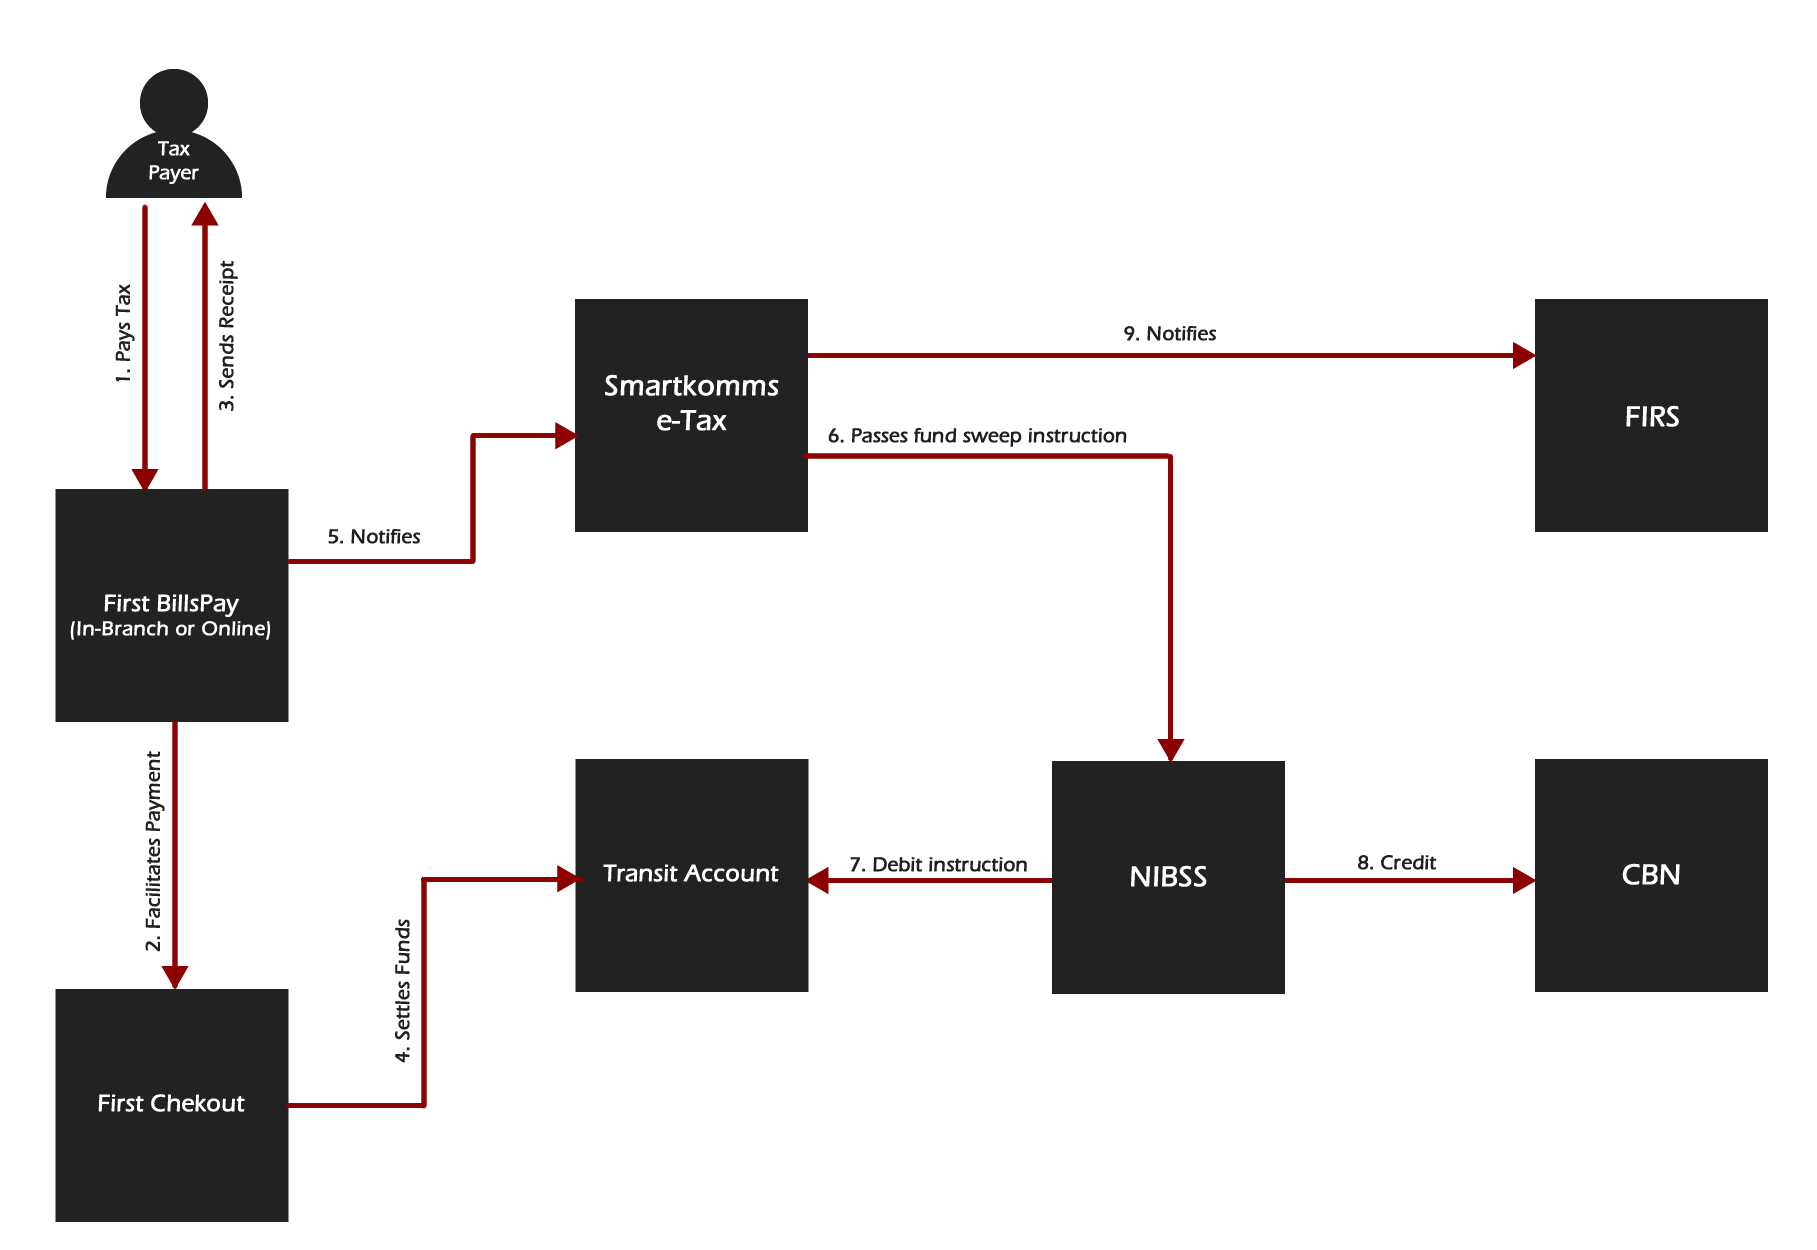 Tax
Payer
1. Pays Tax
3. Sends Receipt
Smartkomms
e-Tax
9. Notifies
6. Passes fund sweep instruction
FIRS
5. Notifies
First BillsPay
(In-Branch or Online)
2. Facilitates Payment
Transit Account
7. Debit instruction
NIBSS
8. Credit
CBN
4. Settles Funds
First Chekout